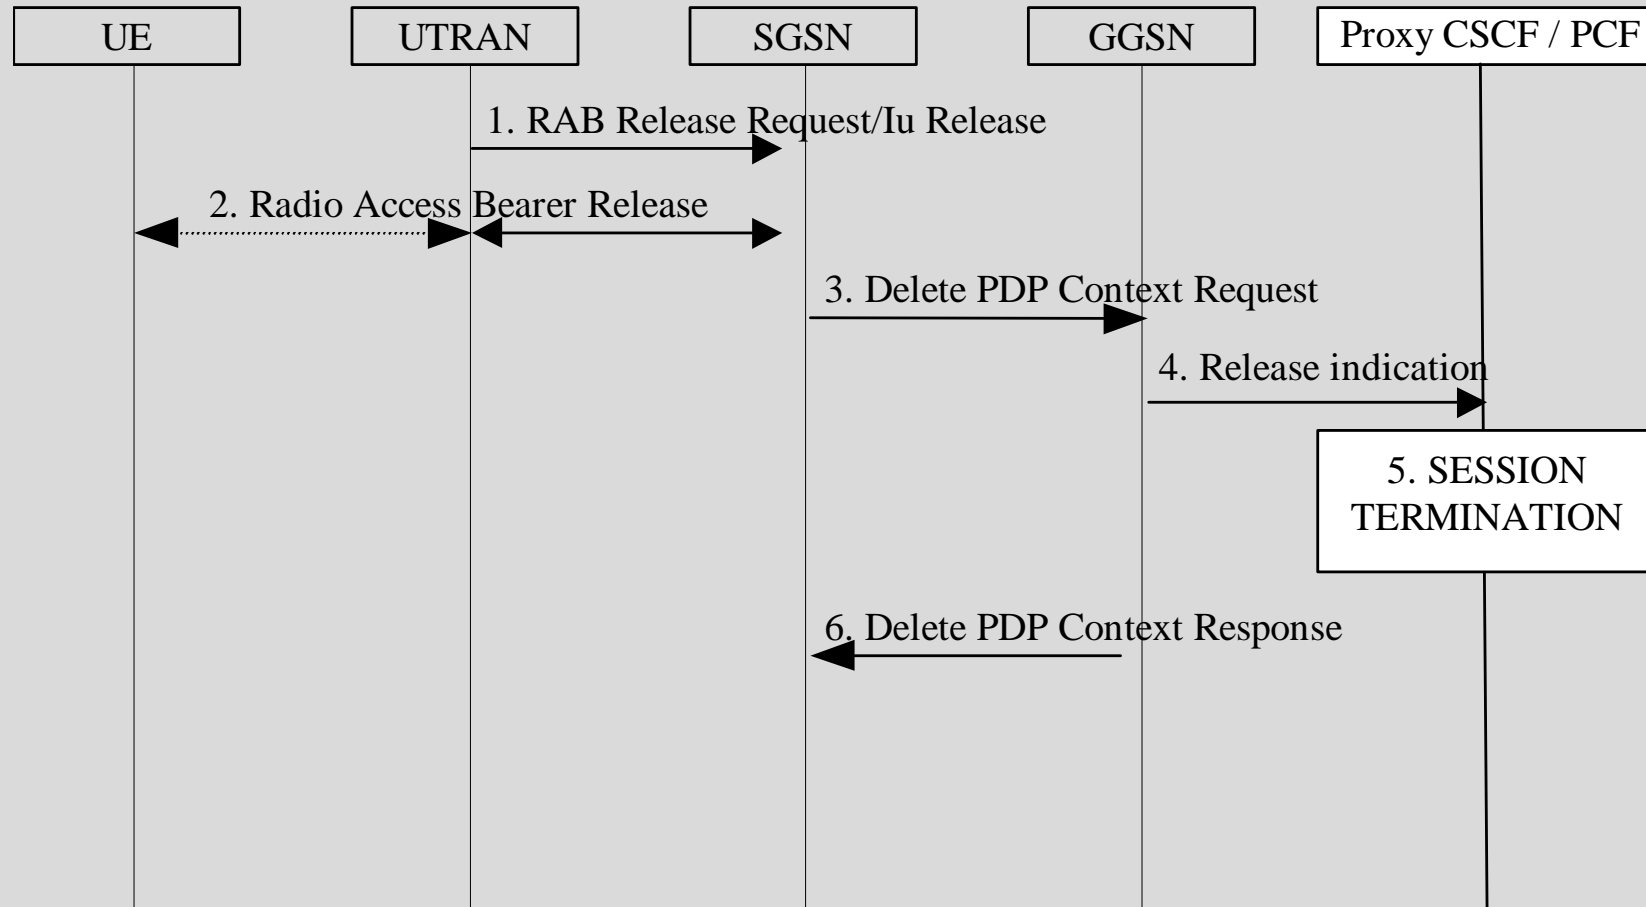 UE
UTRAN
SGSN
GGSN
Proxy CSCF / PCF
1. RAB Release Request/Iu Release
2. Radio Access Bearer Release
3. Delete PDP Context Request
4. Release indication
5. SESSION
TERMINATION
6. Delete PDP Context Response